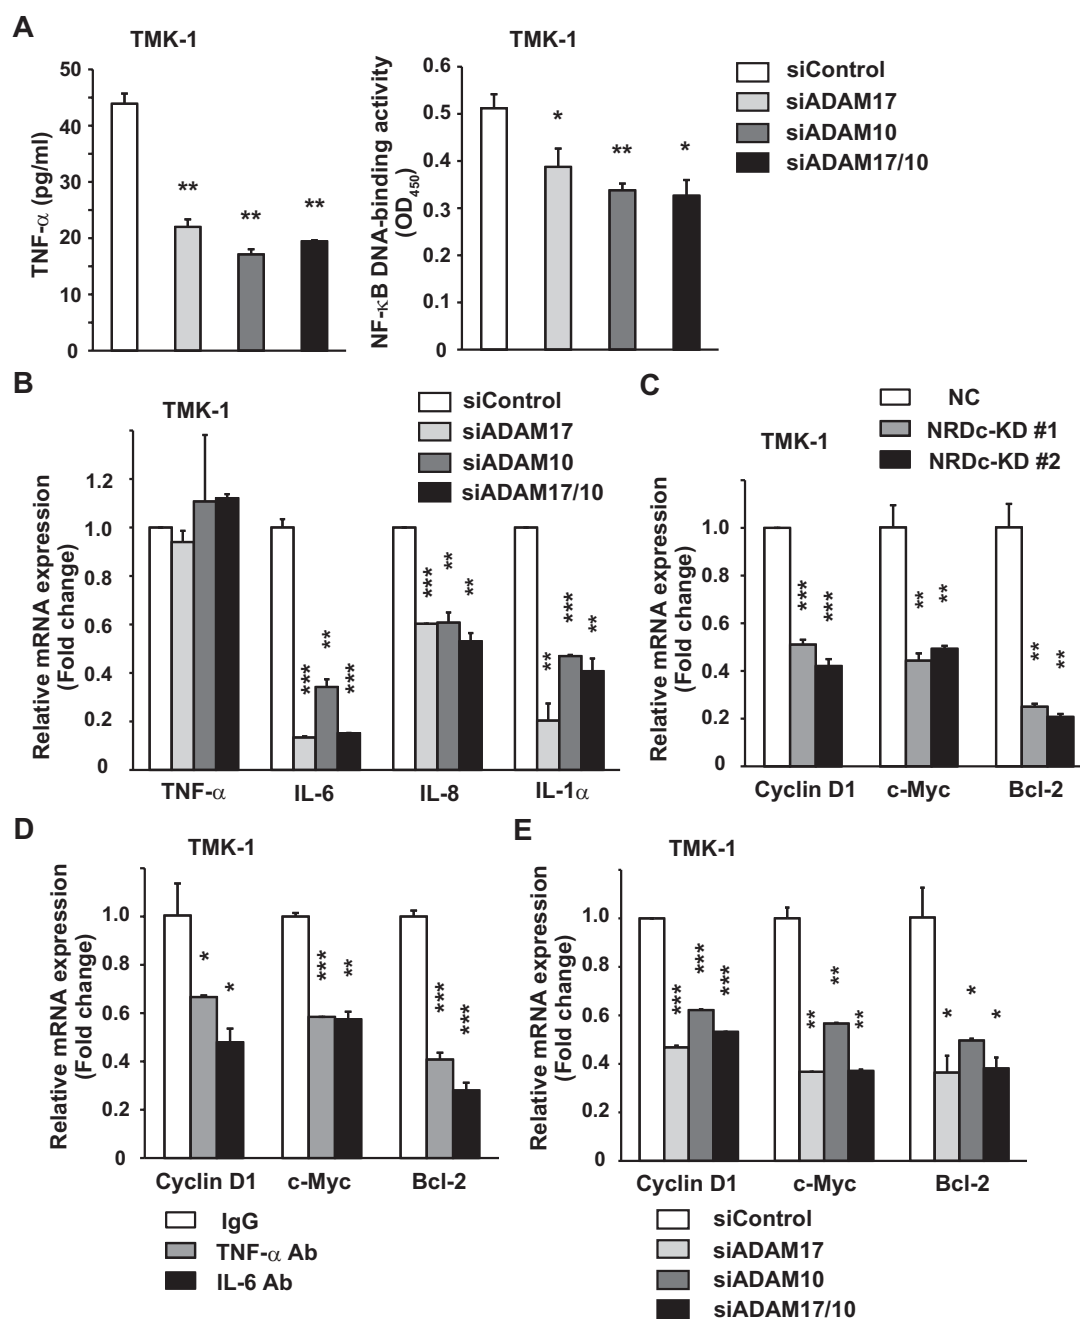 A
TMK-1
TNF-α (pg/ml)
50
40
30
20
10
0
**
**
**
TMK-1
NF-κB DNA-binding activity
(OD450)
0.6
0.5
0.4
0.3
0.2
0.1
0
*
**
*
siControl
siADAM17
siADAM10
siADAM17/10
B
TMK-1
siControl
siADAM17
siADAM10
siADAM17/10
Relative mRNA expression
(Fold change)
1.2
1.0
0.8
0.6
0.4
0.2
0
***
**
***
***
**
**
**
***
**
TNF-α IL-6 IL-8 IL-1α
C
NC
NRDc-KD #1
NRDc-KD #2
TMK-1
Relative mRNA expression
(Fold change)
1.0
0.8
0.6
0.4
0.2
0
***
***
**
**
**
**
Cyclin D1 c-Myc Bcl-2
D
TMK-1
Relative mRNA expression
(Fold change)
1.0
0.8
0.6
0.4
0.2
0
*
*
***
**
***
***
Cyclin D1 c-Myc Bcl-2
IgG
TNF-α Ab
IL-6 Ab
E
TMK-1
Relative mRNA expression
(Fold change)
1.0
0.8
0.6
0.4
0.2
0
***
***
***
**
**
**
*
*
*
Cyclin D1 c-Myc Bcl-2
siControl
siADAM17
siADAM10
siADAM17/10